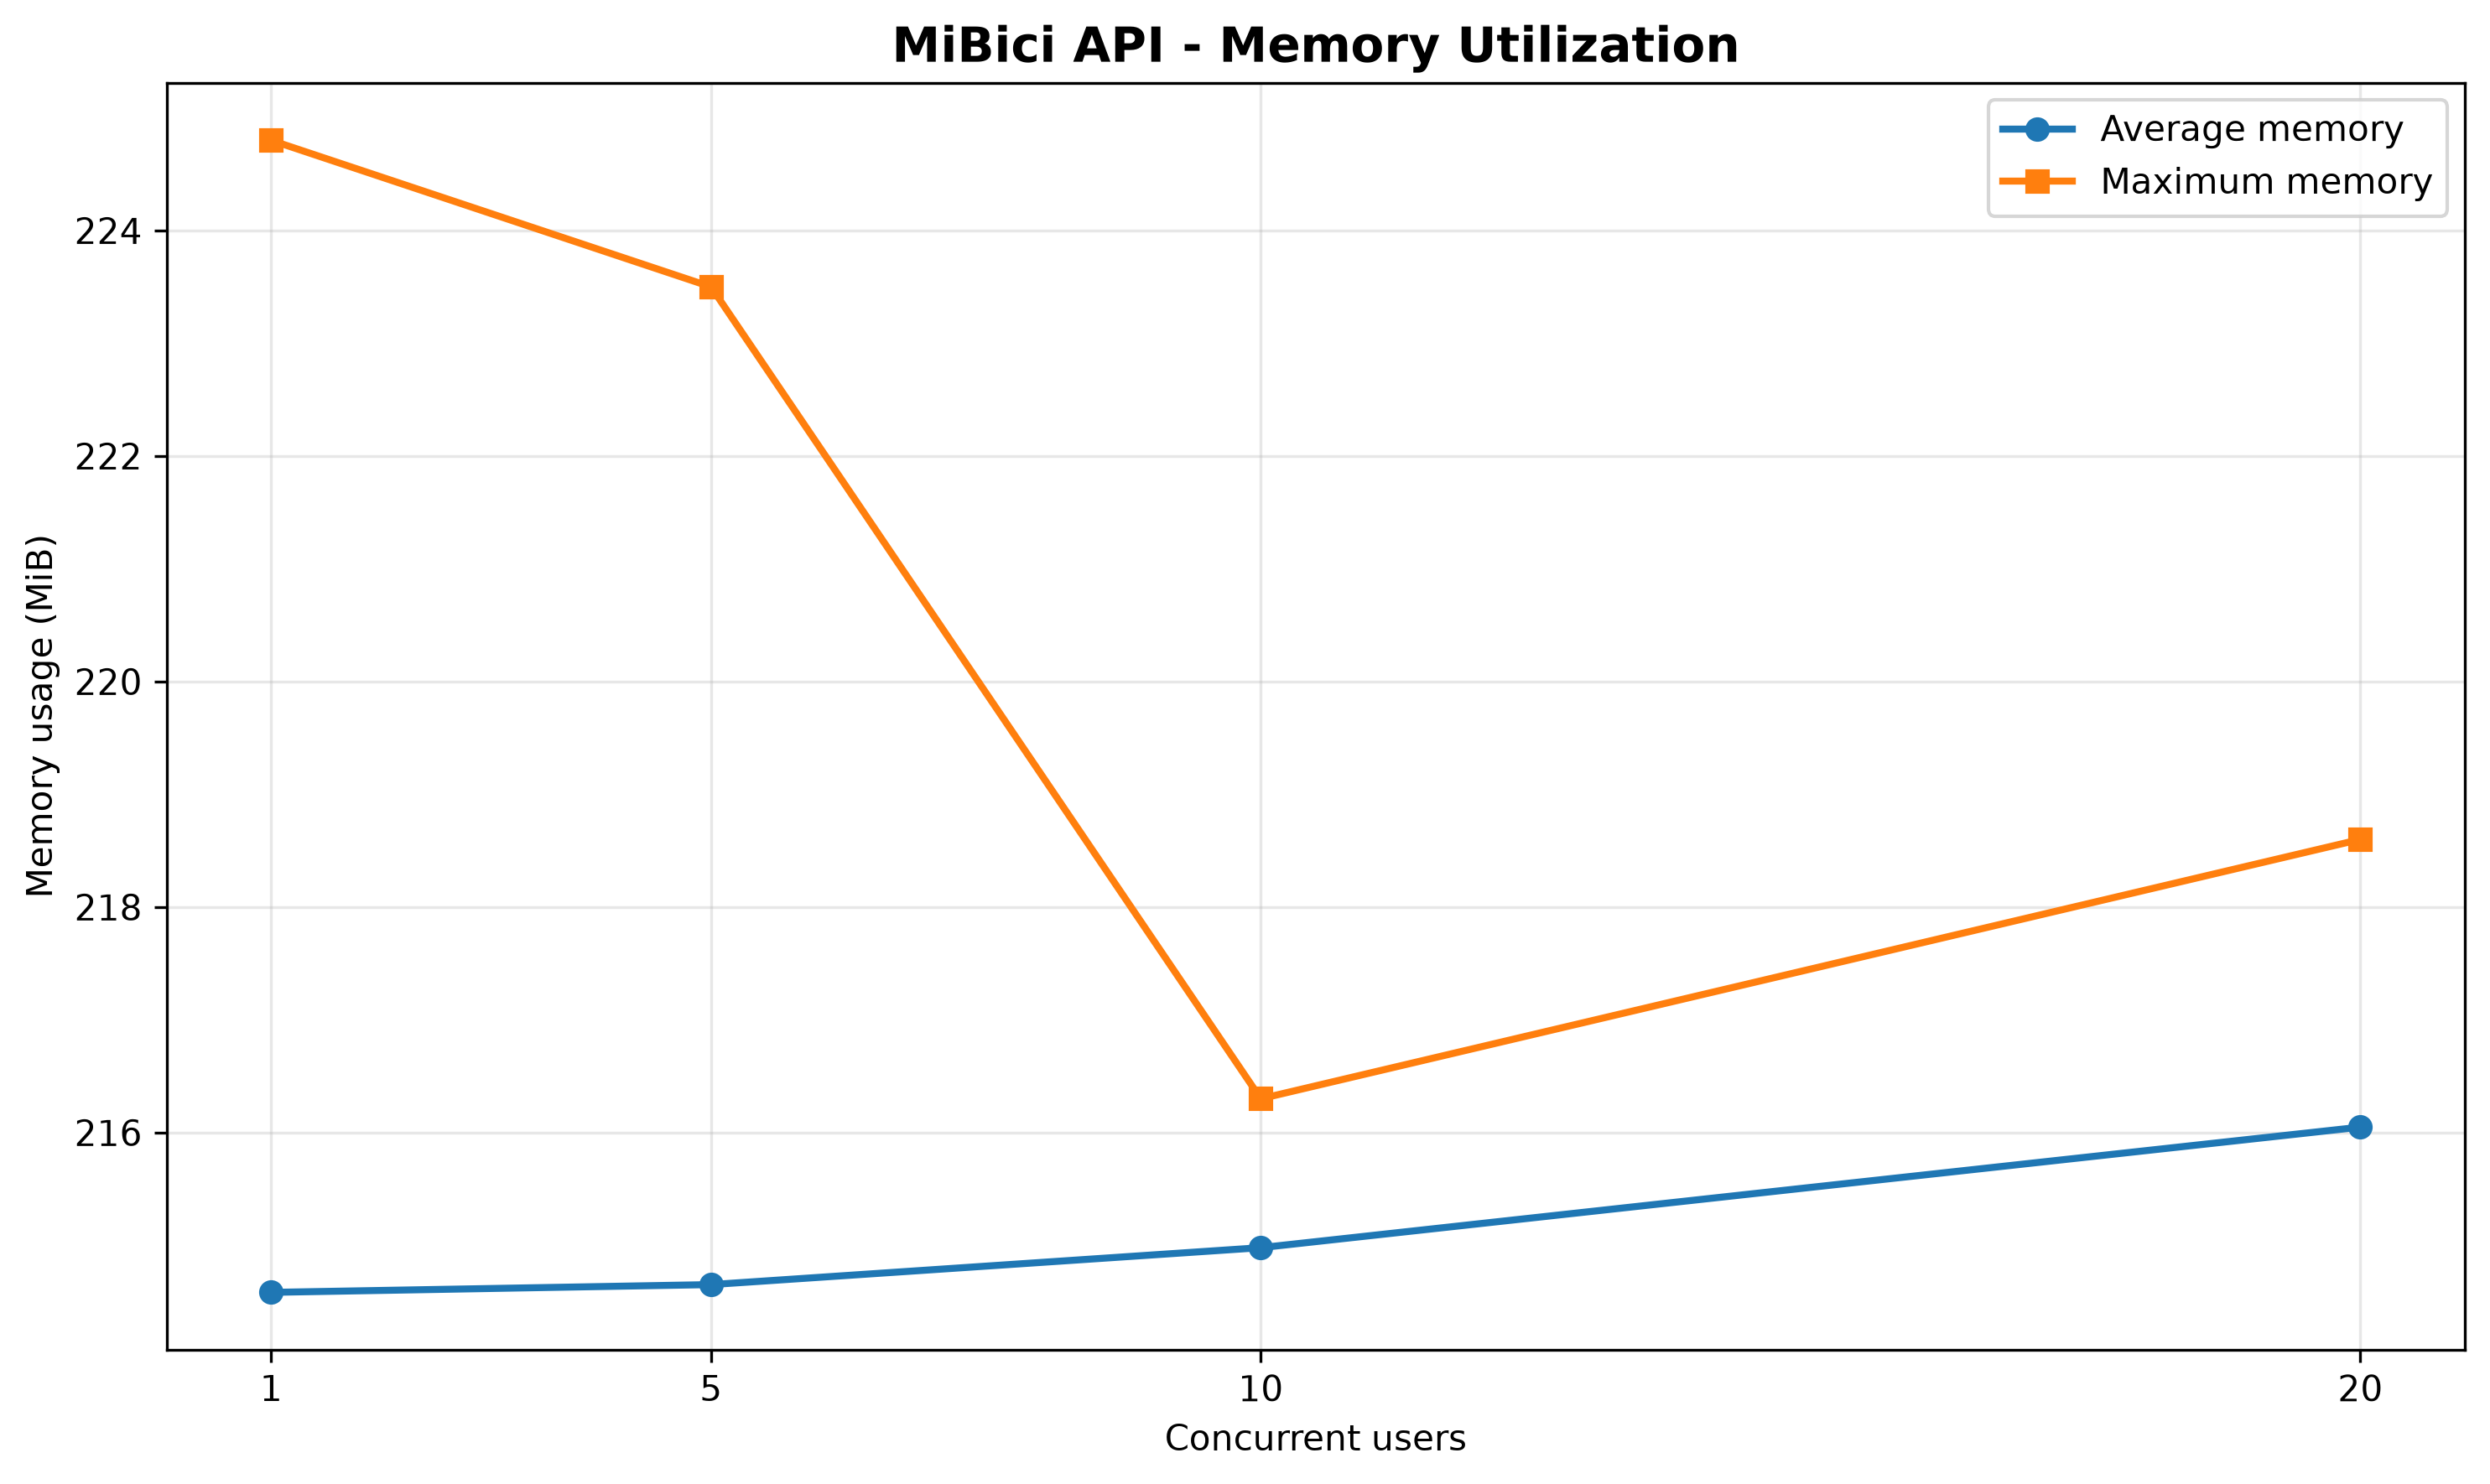 MiBici API - Memory Utilization
Average memory
Maximum memory
Memory usage (MiB)
224
222
220
218
216
1 5 10 20
Concurrent users